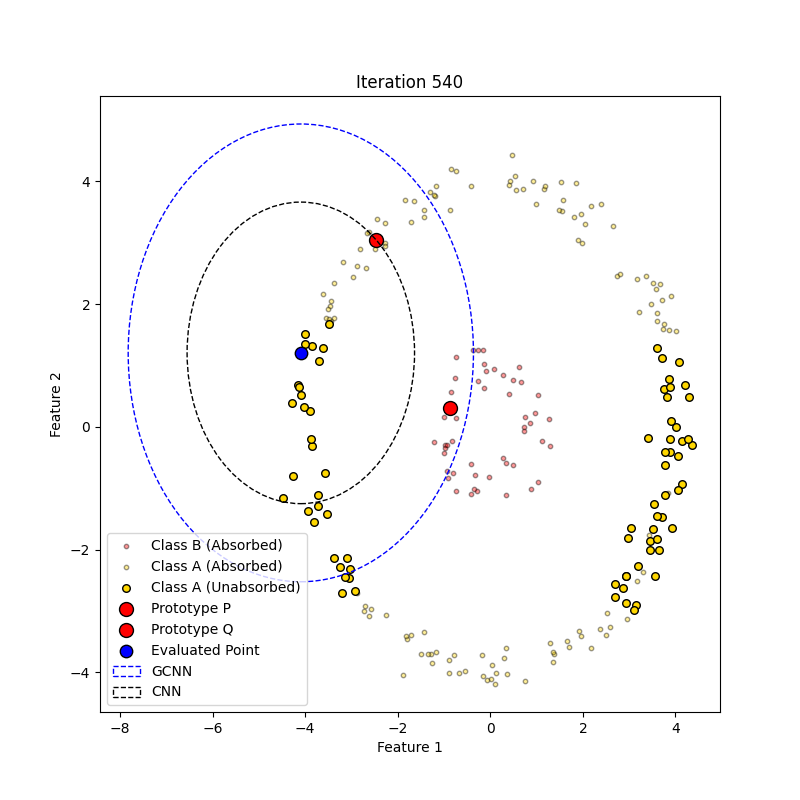 Iteration 540
Feature 2
4
2
0
−2
−4
Class B (Absorbed)
Class A (Absorbed)
Class A (Unabsorbed)
Prototype P
Prototype Q
Evaluated Point
GCNN
CNN
−8 −6 −4 −2 0 2 4
Feature 1